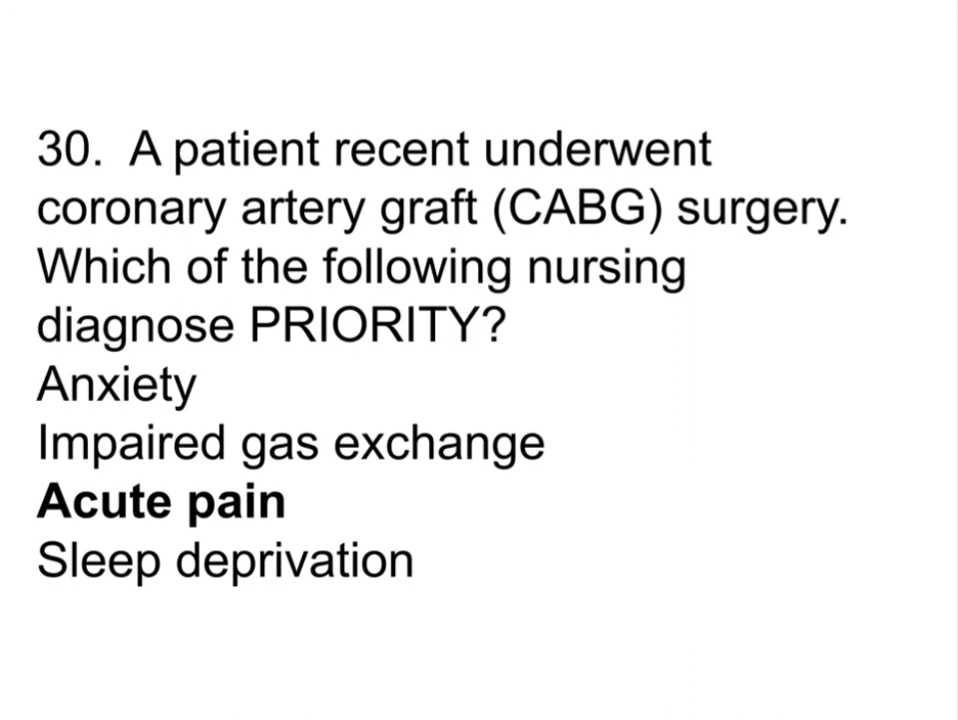 30.  A patient recent underwent
coronary artery graft (CABG) surgery.
Which of the following nursing
diagnose PRIORITY?
Anxiety
Impaired gas exchange
Acute pain
Sleep deprivation